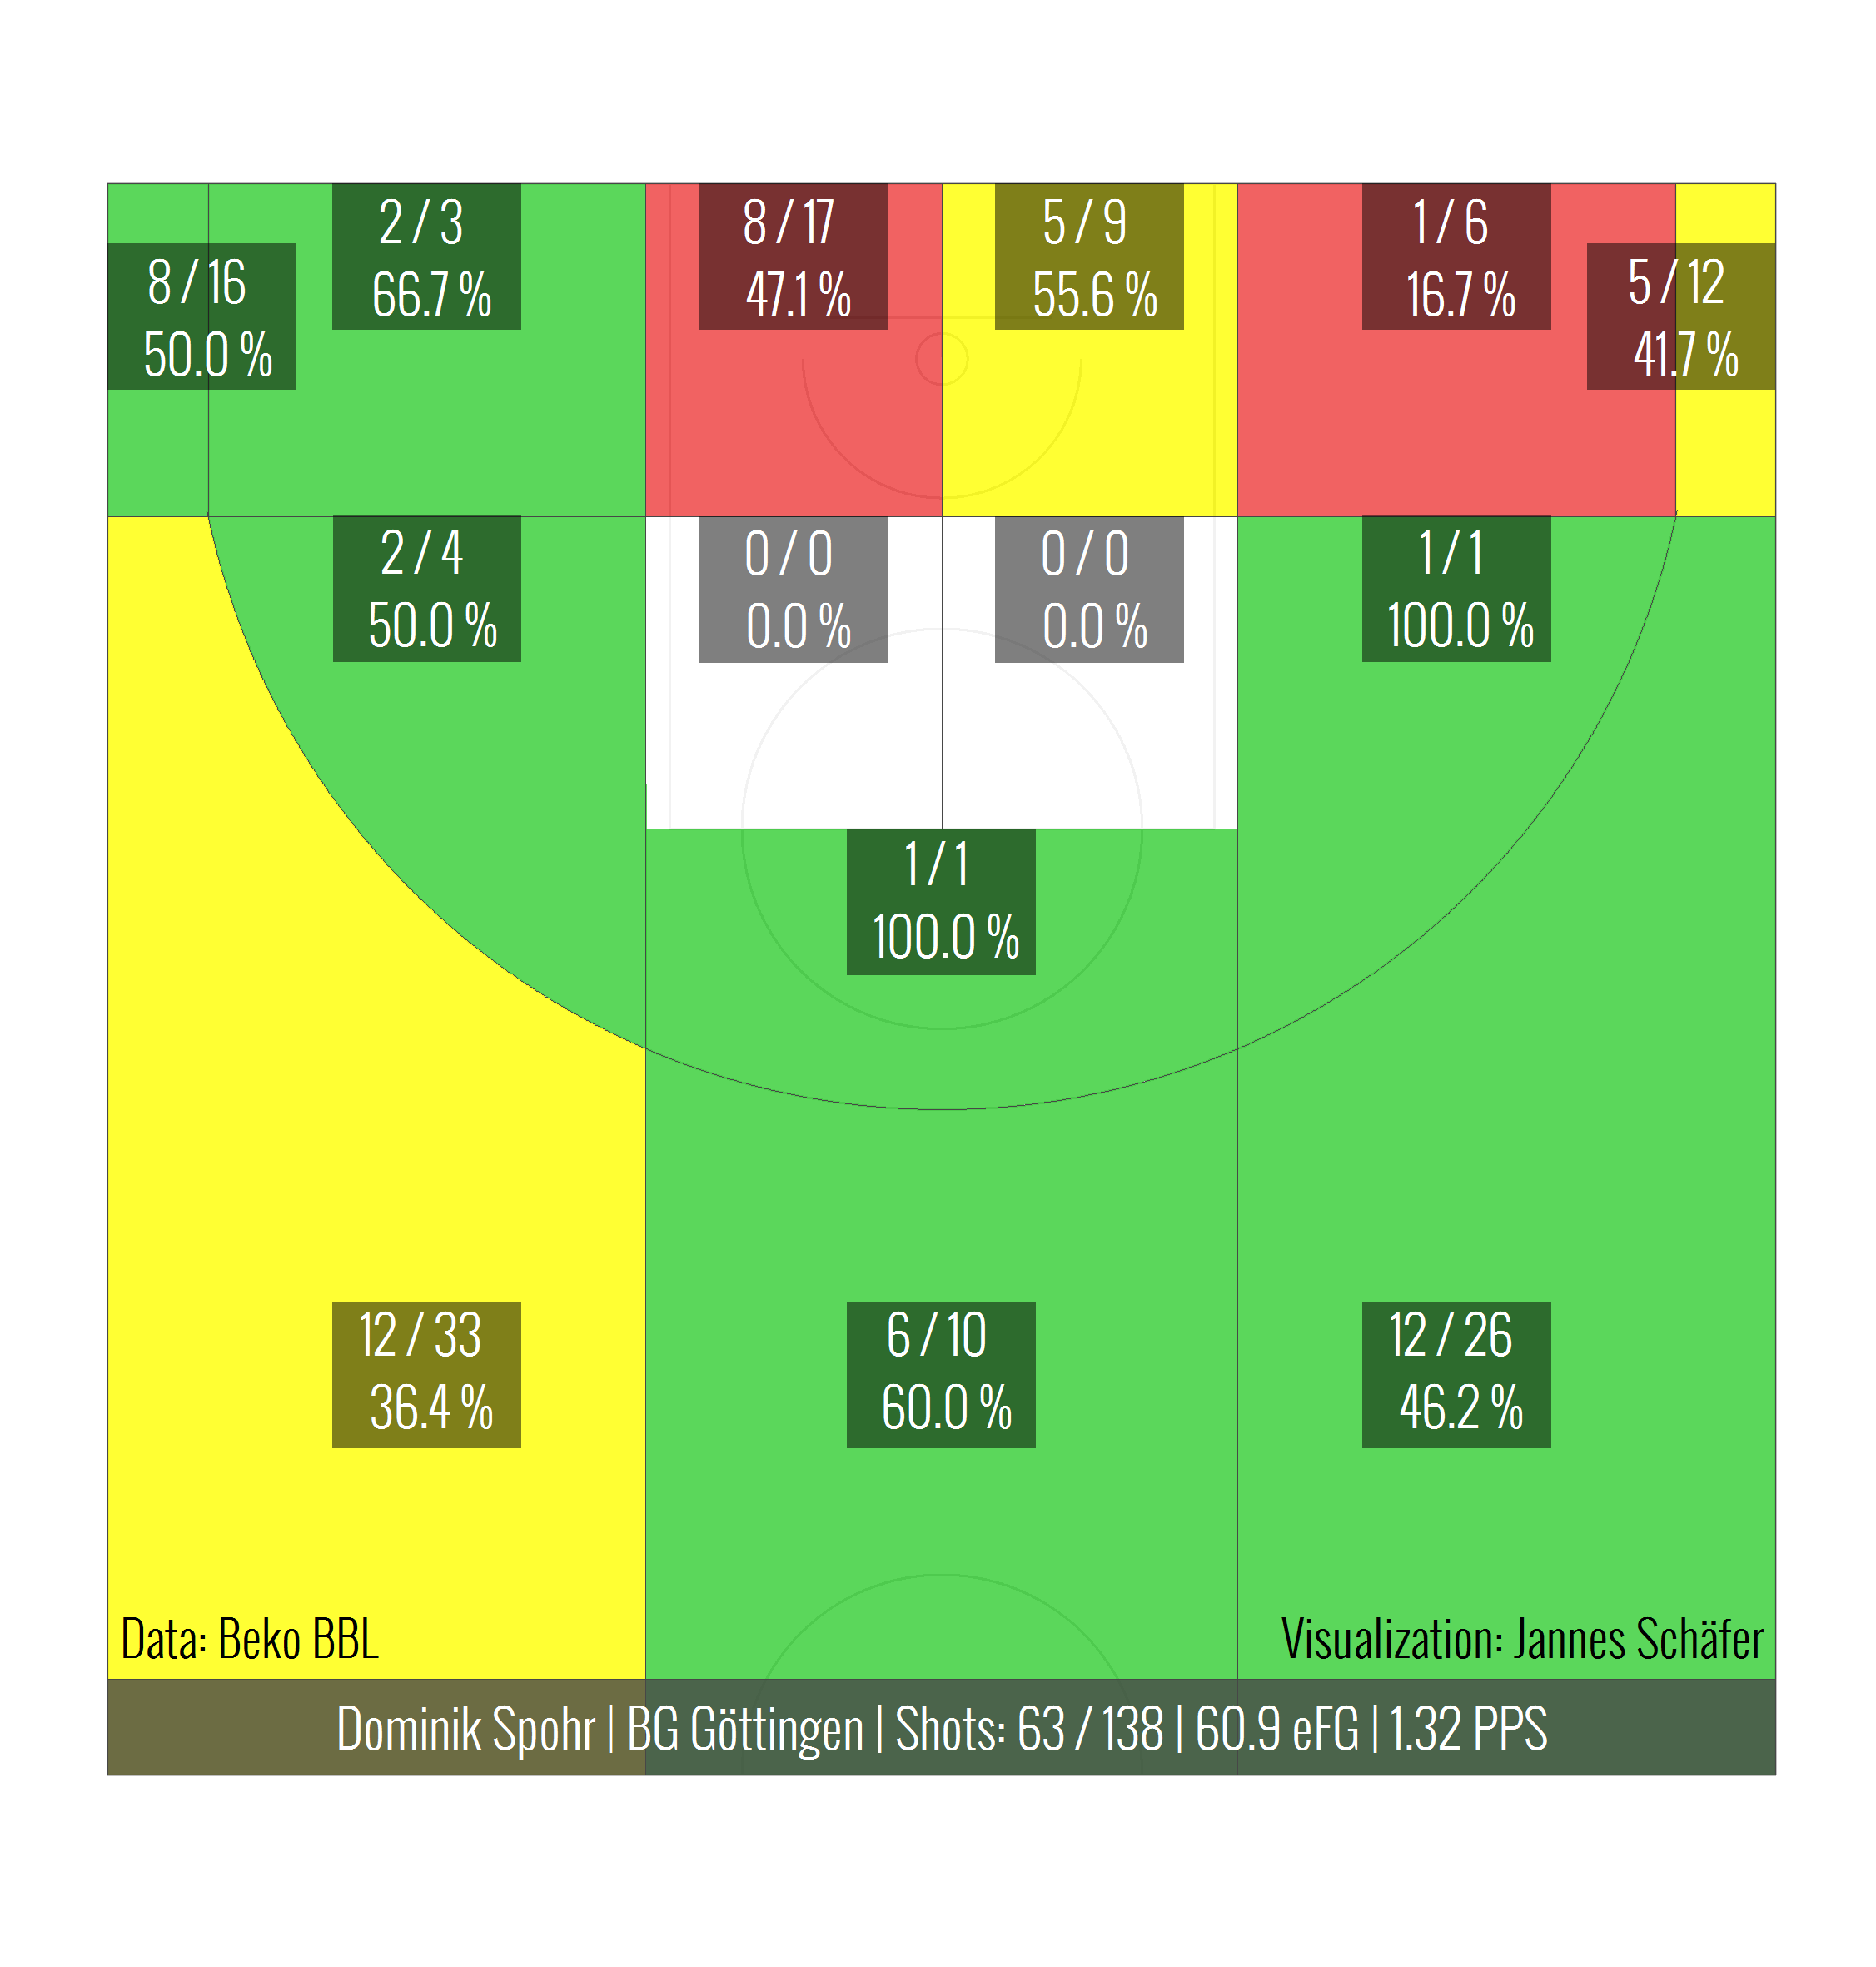 2 / 3
66.7 %
8 / 17
47.1 %
5 / 9
55.6 %
1 / 6
16.7 %
8 / 16
50.0 %
5 / 12
41.7 %
2 / 4
50.0 %
0 / 0
0.0 %
0 / 0
0.0 %
1 / 1
100.0 %
1 / 1
100.0 %
12 / 33
36.4 %
6 / 10
60.0 %
12 / 26
46.2 %
Data: Beko BBL
Visualization: Jannes Schäfer
Dominik Spohr | BG Göttingen | Shots: 63 / 138 | 60.9 eFG | 1.32 PPS